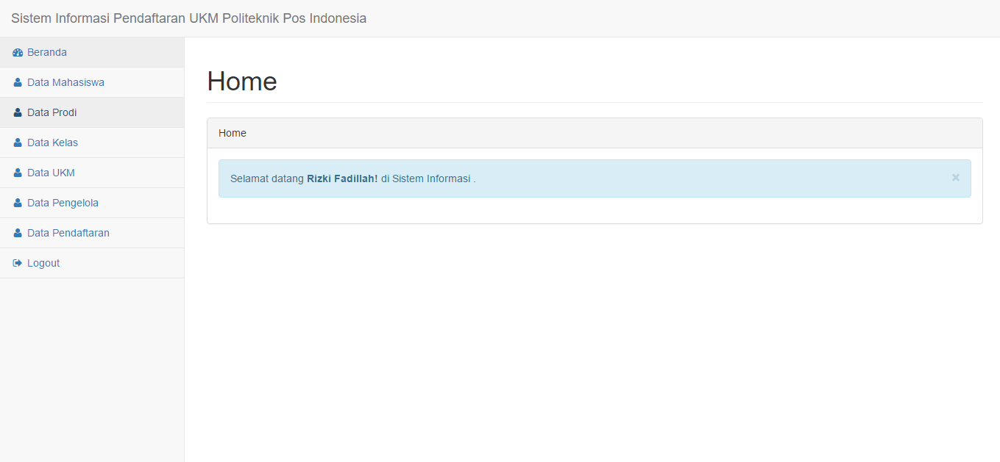 Sistem Informasi Pendaftaran UKM Politeknik Pos Indonesia
Beranda
Data Mahasiswa
Data Prodi
Data Kelas
Data UKM
Data Pengelola
Data Pendaftaran
Logout
Home
Home
Selamat datang Rizki Fadillah! di Sistem Informasi .
×